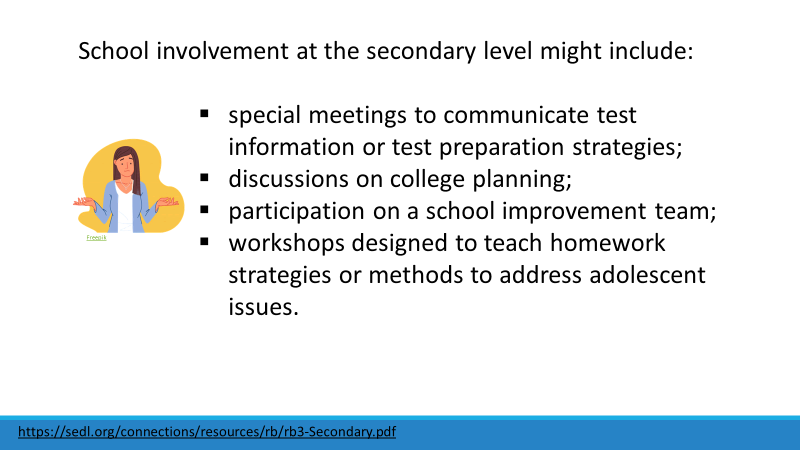 School involvement at the secondary level might include:
▪ special meetings to communicate test
information or test preparation strategies;
▪ discussions on college planning;
▪ participation on a school improvement team;
▪ workshops designed to teach homework
strategies or methods to address adolescent
issues.
Freepik
https://sedl.org/connections/resources/rb/rb3-Secondary.pdf